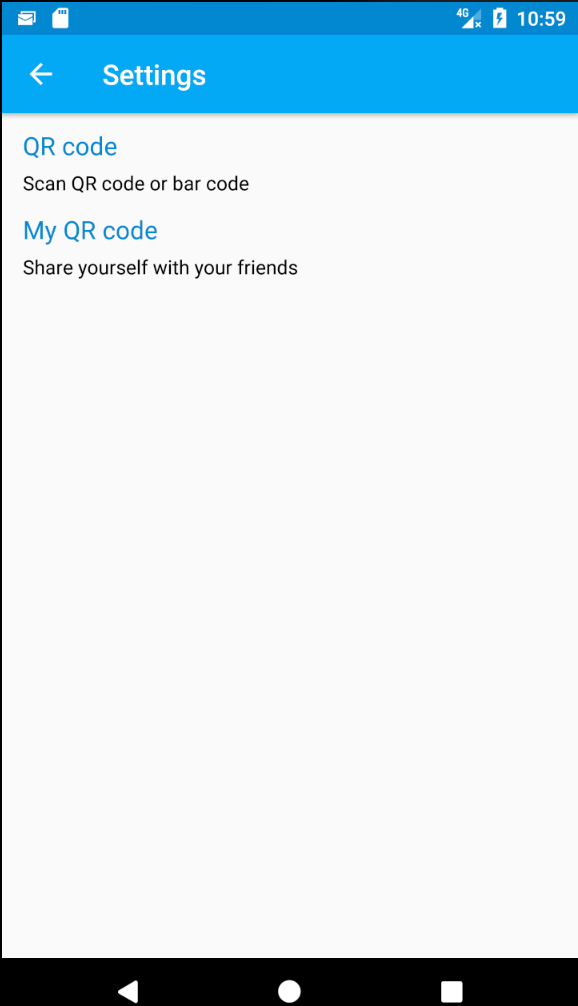 4G 10:59
Settings
QR code
Scan QR code or bar code
My QR code
Share yourself with your friends